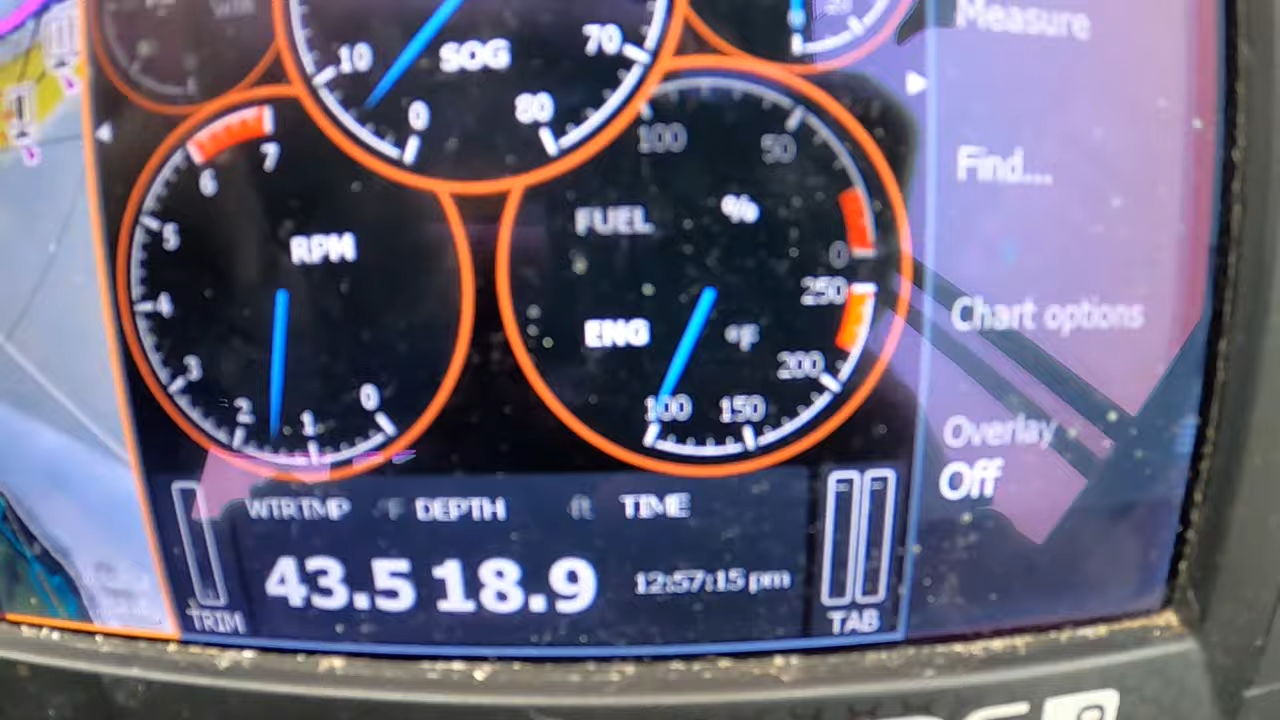 Measure
10
SOG
70
0
80
Find...
100
50
7
6
FUEL
%
5
RPM
0
4
250
Chart options
ENG
°F
3
200
2
1
0
100
150
Overlay
Off
WTRTMP °F DEPTH ft TIME
43.5 18.9 12:57:15 pm
TRIM
TAB